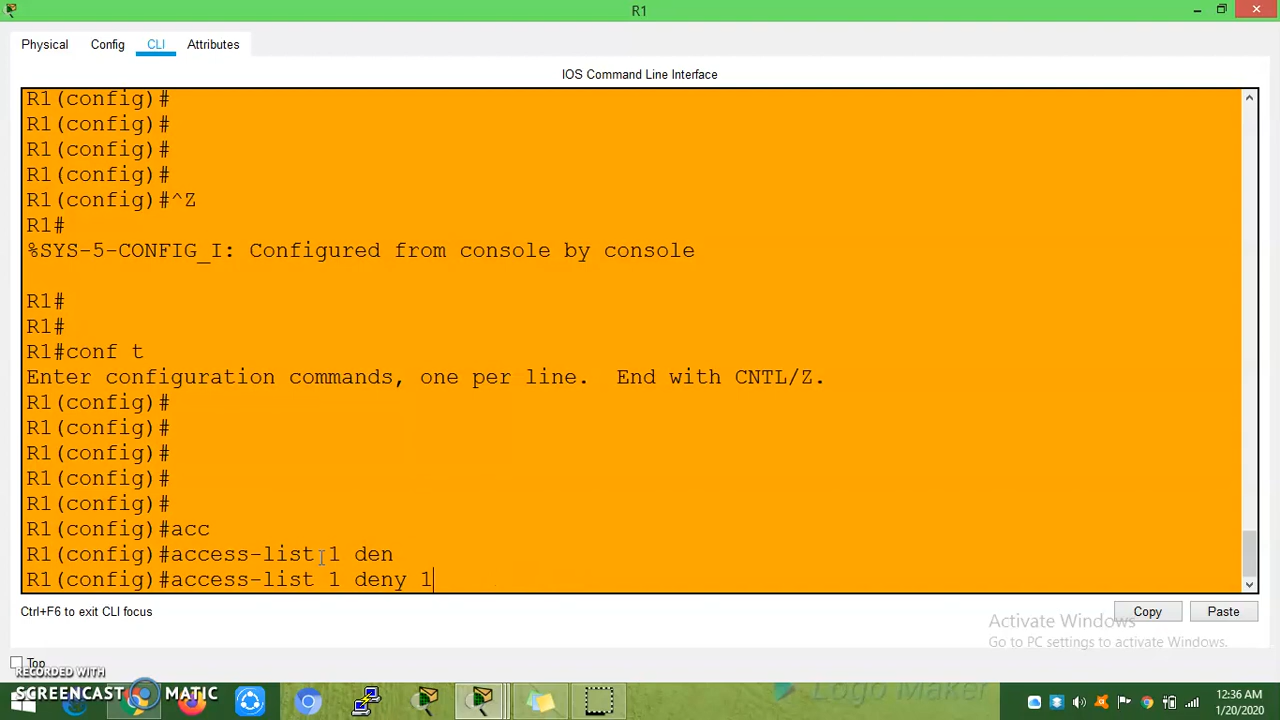 R1
Physical Config CLI Attributes
IOS Command Line Interface
R1(config)#
R1(config)#
R1(config)#
R1(config)#
R1(config)#^Z
R1#
%SYS-5-CONFIG_I: Configured from console by console
R1#
R1#
R1#conf t
Enter configuration commands, one per line.  End with CNTL/Z.
R1(config)#
R1(config)#
R1(config)#
R1(config)#
R1(config)#
R1(config)#acc
R1(config)#access-list 1 den
R1(config)#access-list 1 deny 1
Ctrl+F6 to exit CLI focus
Copy Paste
Activate Windows
Go to PC settings to activate Windows.
Top
RECORDED WITH
SCREENCAST MATIC
Logo Maker
12:36 AM
1/20/2020